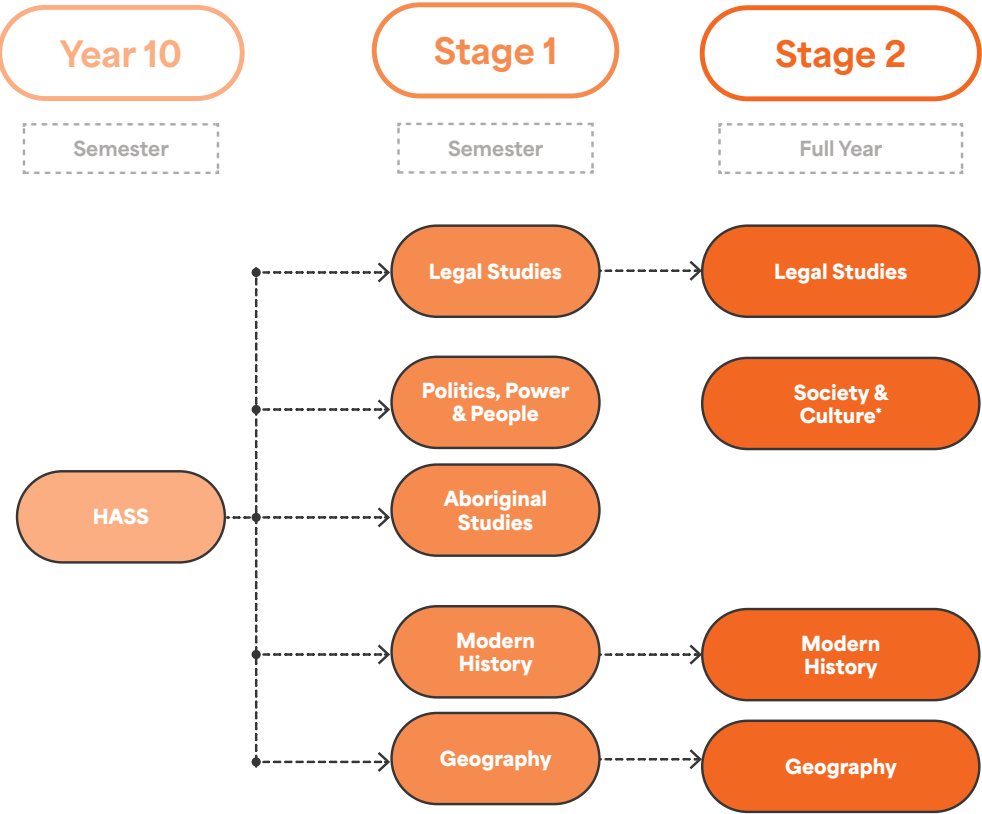 Year 10
Stage 1
Stage 2
Semester
Semester
Full Year
Legal Studies
Legal Studies
Politics, Power
& People
Society &
Culture*
Aboriginal
Studies
HASS
Modern
History
Modern
History
Geography
Geography